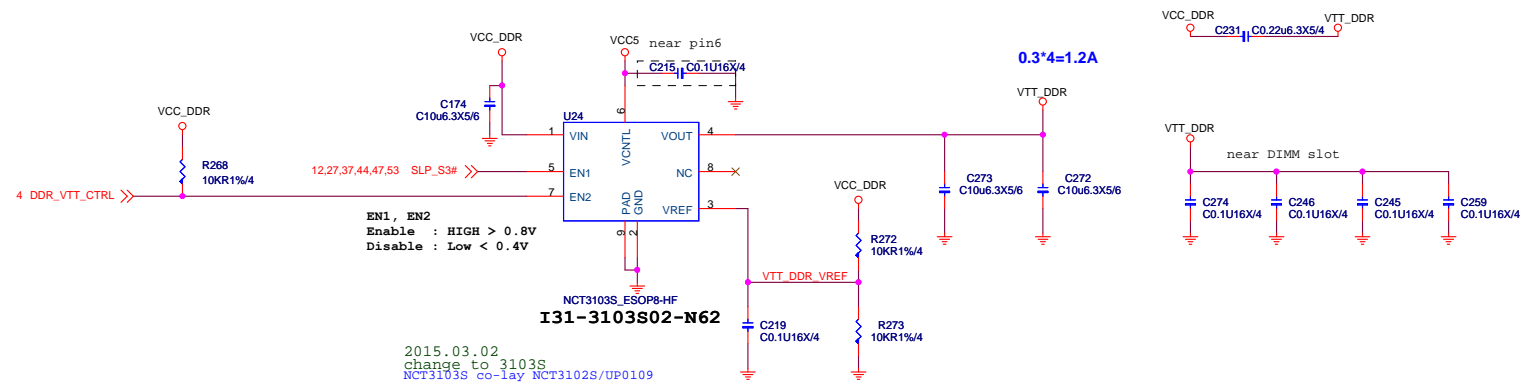 VCC_DDR
C231
C0.22u6.3X5/4
VTT_DDR
VCC_DDR
VCC5
near pin6
C215
C0.1U16X/4
0.3*4=1.2A
VTT_DDR
C174
C10u6.3X5/6
VCC_DDR
R268
10KR1%/4
U24
6
1 VIN
VCNTL
VOUT 4
12,27,37,44,47,53 SLP_S3#
5 EN1
NC 8
4 DDR_VTT_CTRL
7 EN2
VREF 3
PAD
GND
9
2
EN1, EN2
Enable : HIGH > 0.8V
Disable : Low < 0.4V
VCC_DDR
R272
10KR1%/4
C273
C10u6.3X5/6
C272
C10u6.3X5/6
VTT_DDR
near DIMM slot
C274
C0.1U16X/4
C246
C0.1U16X/4
C245
C0.1U16X/4
C259
C0.1U16X/4
VTT_DDR_VREF
NCT3103S_ESOP8-HF
I31-3103S02-N62
C219
C0.1U16X/4
R273
10KR1%/4
2015.03.02
change to 3103S
NCT3103S co-lay NCT3102S/UP0109